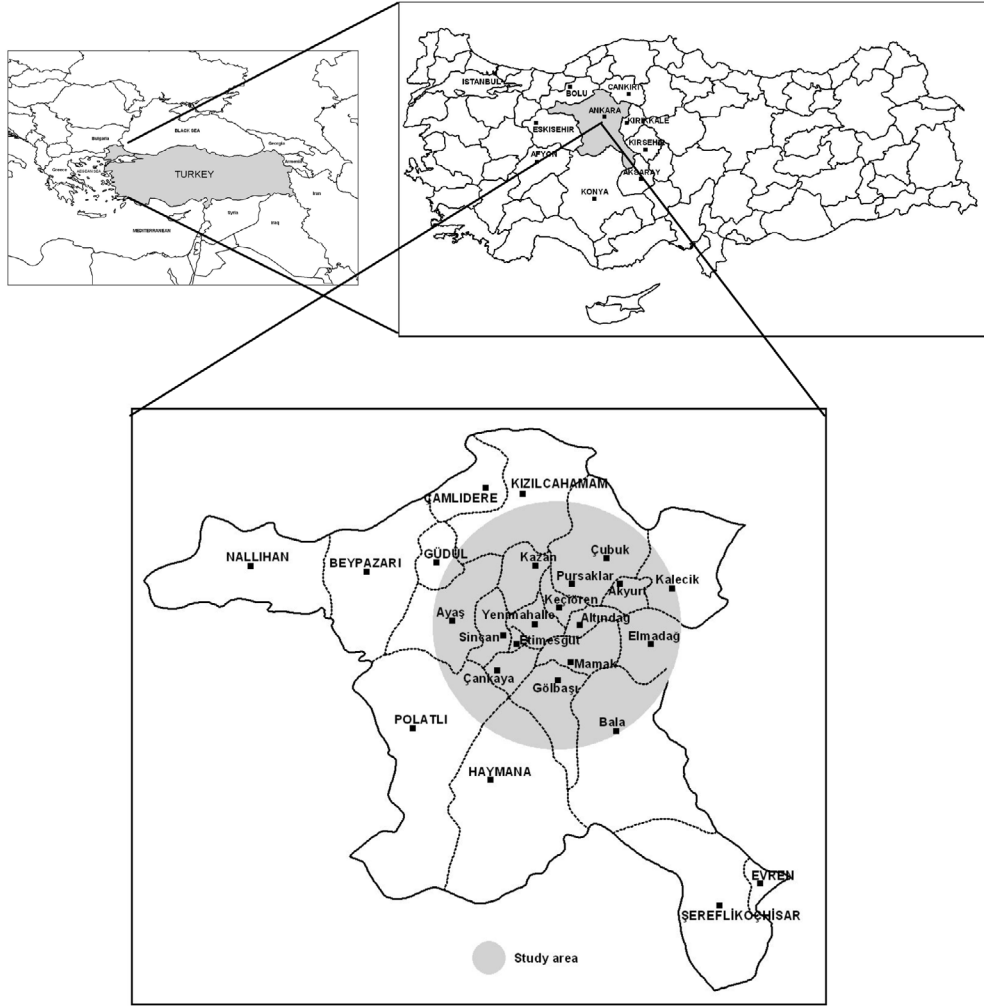 BLACK SEA
Bulgaria
Georgia
Armenia
Greece
AEGEAN SEA
TURKEY
Iran
Syria
Iraq
MEDITERRANEAN
ISTANBUL
BOLU
CANKIRI
ANKARA
KIRIKKALE
ESKISEHIR
KIRSEHIR
AFYON
AKSARAY
KONYA
KIZILCAHAMAM
ÇAMLIDERE
NALLIHAN
BEYPAZARI
GÜDÜL
Kazan
Çubuk
Pursaklar
Akyurt
Kalecik
Keçiören
Ayaş
Yenimahalle
Altındağ
Sincan
Etimesgut
Elmadağ
Mamak
Çankaya
Gölbaşı
POLATLI
Bala
HAYMANA
EVREN
ŞEREFLİKOÇHİSAR
Study area